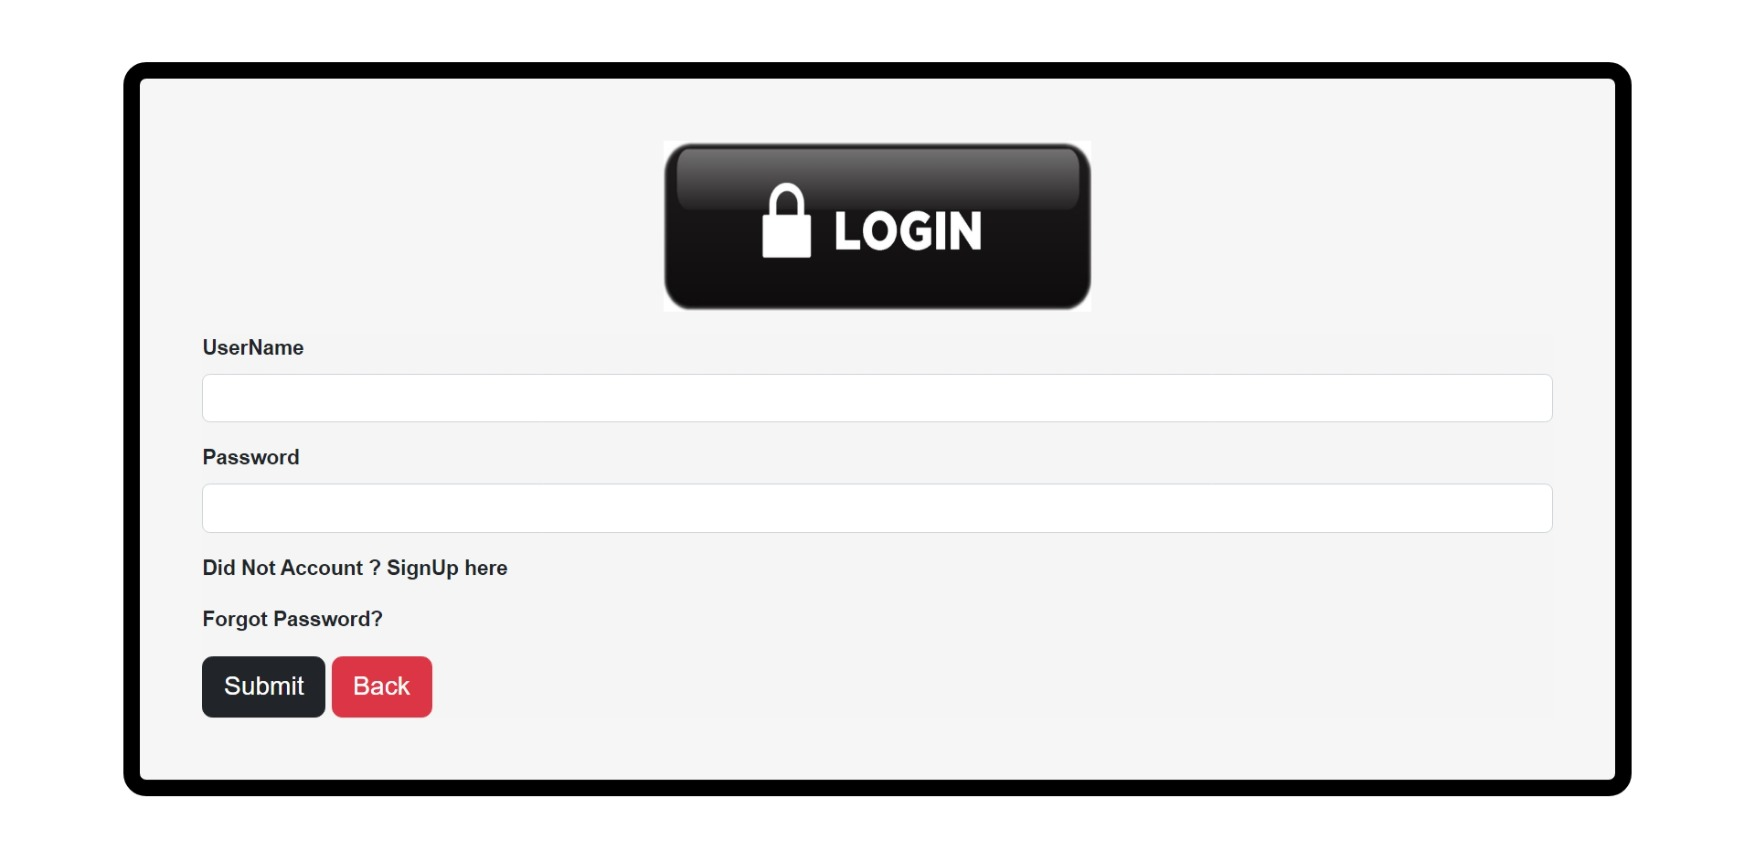 LOGIN
UserName
Password
Did Not Account ? SignUp here
Forgot Password?
Submit Back